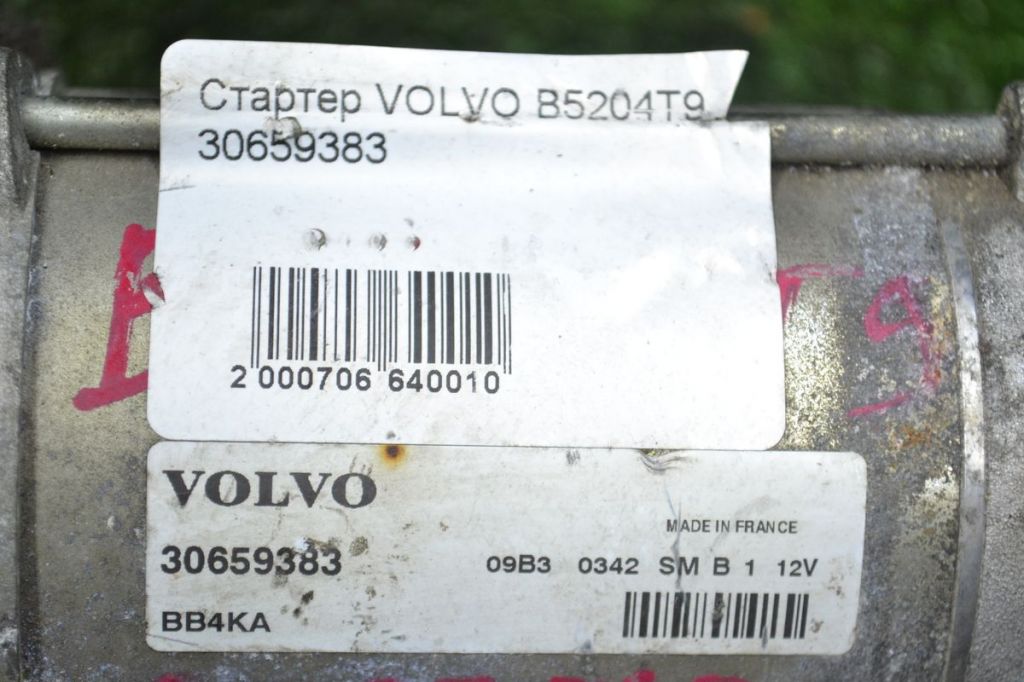 Стартер VOLVO B5204T9
30659383
2 000706 640010
VOLVO
MADE IN FRANCE
30659383 09B3 0342 SM B 1 12V
BB4KA